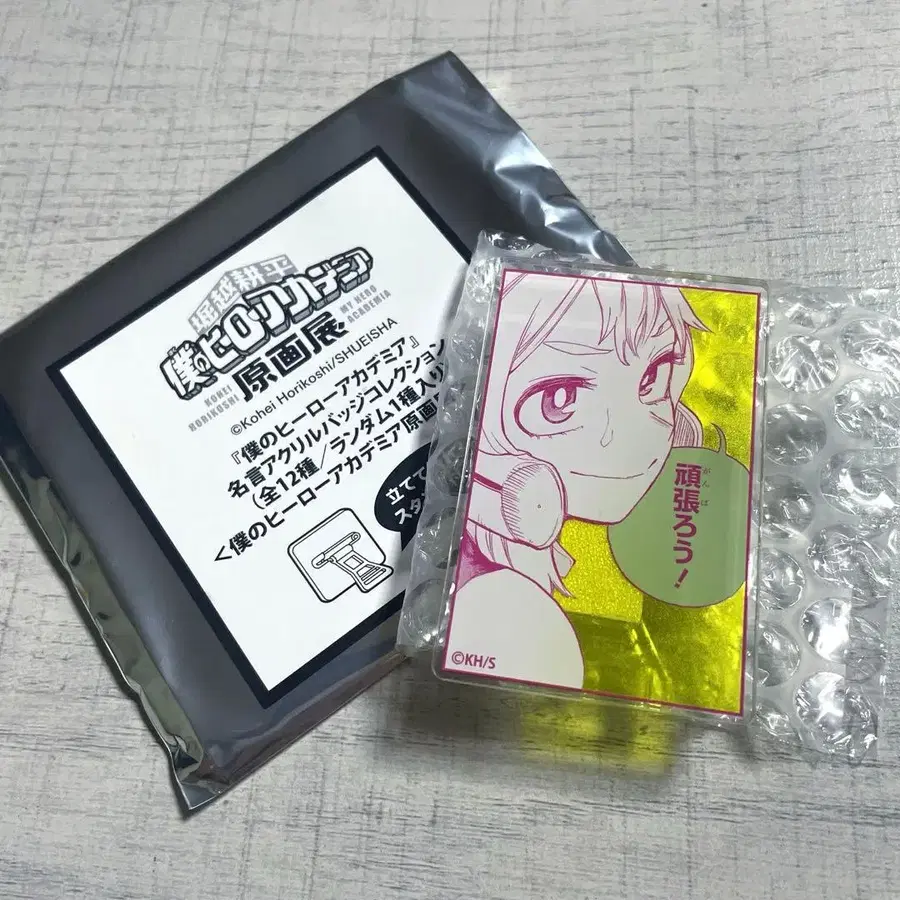 堀越耕平
僕のヒーローアカデミア
KOHEI
HORIKOSHI
原画展
MY HERO
ACADEMIA
©Kohei Horikoshi/SHUEISHA
『僕のヒーローアカデミア』
名言アクリルバッジコレクション
(全12種/ランダム1種入り
<僕のヒーローアカデミア原画展
立てて
スタ
頑張ろう!
がんば
©KH/S